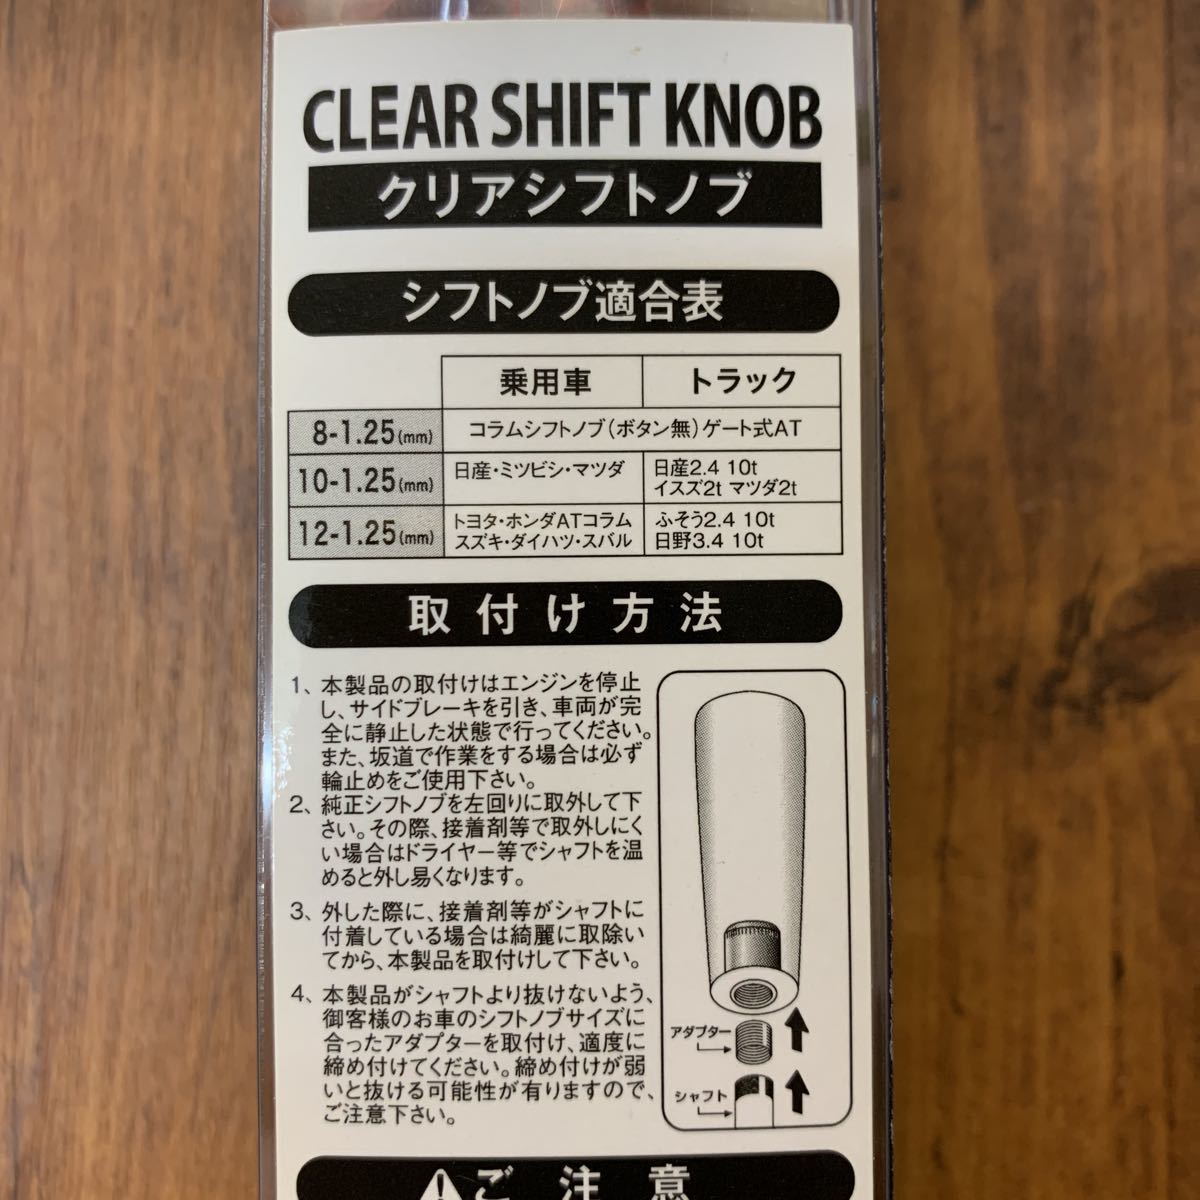 CLEAR SHIFT KNOB
クリアシフトノブ
シフトノブ適合表
乗用車 トラック
8-1.25(mm) コラムシフトノブ(ボタン無)ゲート式AT
10-1.25(mm) 日産・ミツビシ・マツダ 日産2.4 10t
イスズ2t マツダ2t
12-1.25(mm) トヨタ・ホンダATコラム ふそう2.4 10t
スズキ・ダイハツ・スバル 日野3.4 10t
取付け方法
1、本製品の取付けはエンジンを停止
し、サイドブレーキを引き、車両が完
全に静止した状態で行ってください。
また、坂道で作業をする場合は必ず
輪止めをご使用下さい。
2、純正シフトノブを左回りに取外して下
さい。その際、接着剤等で取外しにく
い場合はドライヤー等でシャフトを温
めると外し易くなります。
3、外した際に、接着剤等がシャフトに
付着している場合は綺麗に取除い
てから、本製品を取付けして下さい。
4、本製品がシャフトより抜けないよう、
御客様のお車のシフトノブサイズに
合ったアダプターを取付け、適度に
締め付けてください。締め付けが弱
いと抜ける可能性が有りますので、
ご注意下さい。
アダプター
シャフト
ご注意